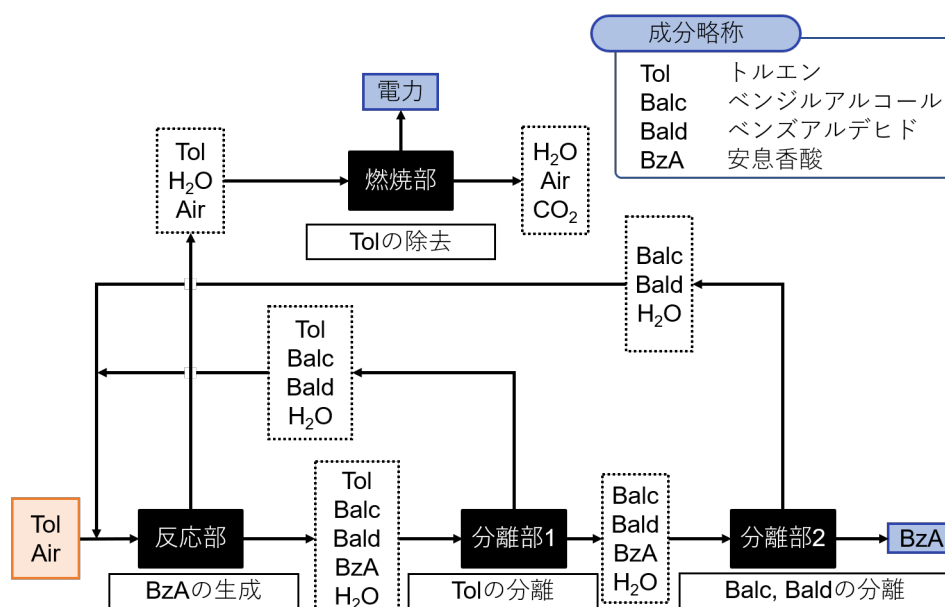 成分略称
Tol トルエン
Balc ベンジルアルコール
Bald ベンズアルデヒド
BzA 安息香酸
電力
Tol
H₂O
Air
燃焼部
H₂O
Air
CO₂
Tolの除去
Balc
Bald
H₂O
Tol
Balc
Bald
H₂O
Tol
Air
反応部
BzAの生成
Tol
Balc
Bald
BzA
H₂O
分離部1
Tolの分離
Balc
Bald
BzA
H₂O
分離部2
Balc, Baldの分離
BzA